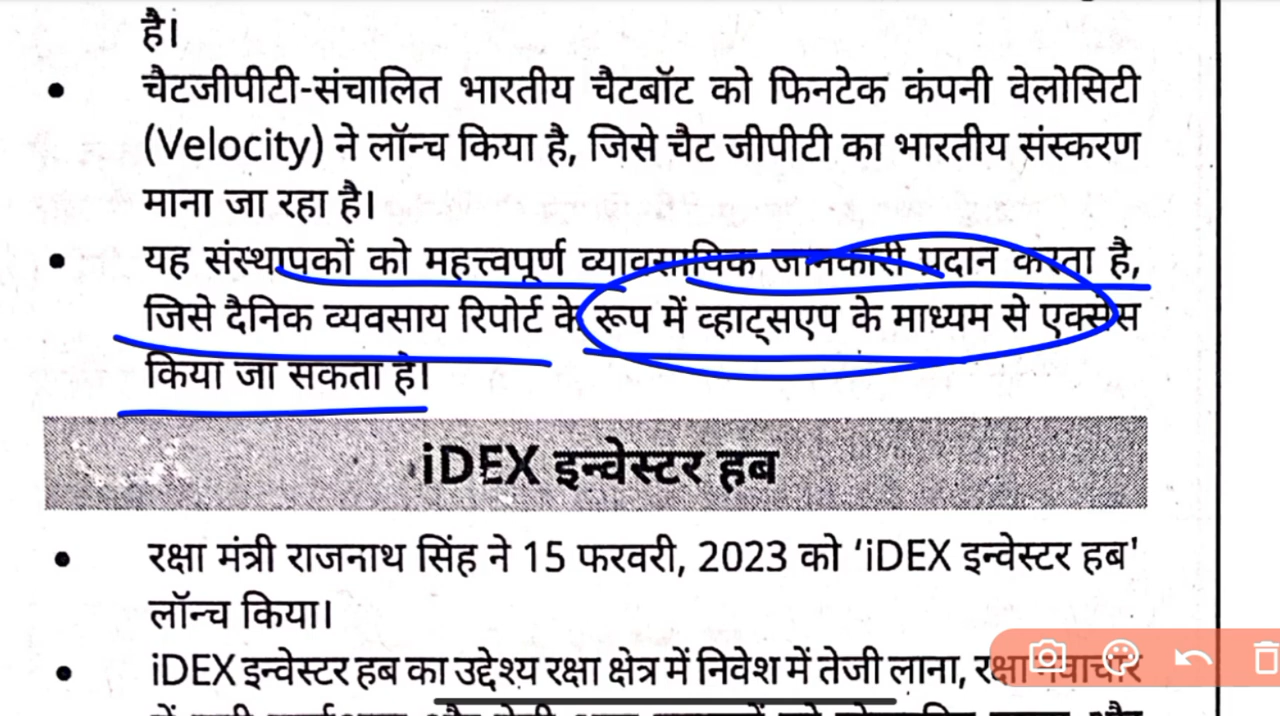 है।
• चैटजीपीटी-संचालित भारतीय चैटबॉट को फिनटेक कंपनी वेलोसिटी
(Velocity) ने लॉन्च किया है, जिसे चैट जीपीटी का भारतीय संस्करण
माना जा रहा है।
• यह संस्थापकों को महत्त्वपूर्ण व्यावसायिक जानकारी प्रदान करता है,
जिसे दैनिक व्यवसाय रिपोर्ट के रूप में व्हाट्सएप के माध्यम से एक्सेस
किया जा सकता है।
iDEX इन्वेस्टर हब
• रक्षा मंत्री राजनाथ सिंह ने 15 फरवरी, 2023 को ‘iDEX इन्वेस्टर हब'
लॉन्च किया।
• iDEX इन्वेस्टर हब का उद्देश्य रक्षा क्षेत्र में निवेश में तेजी लाना, रक्षा नवाचार